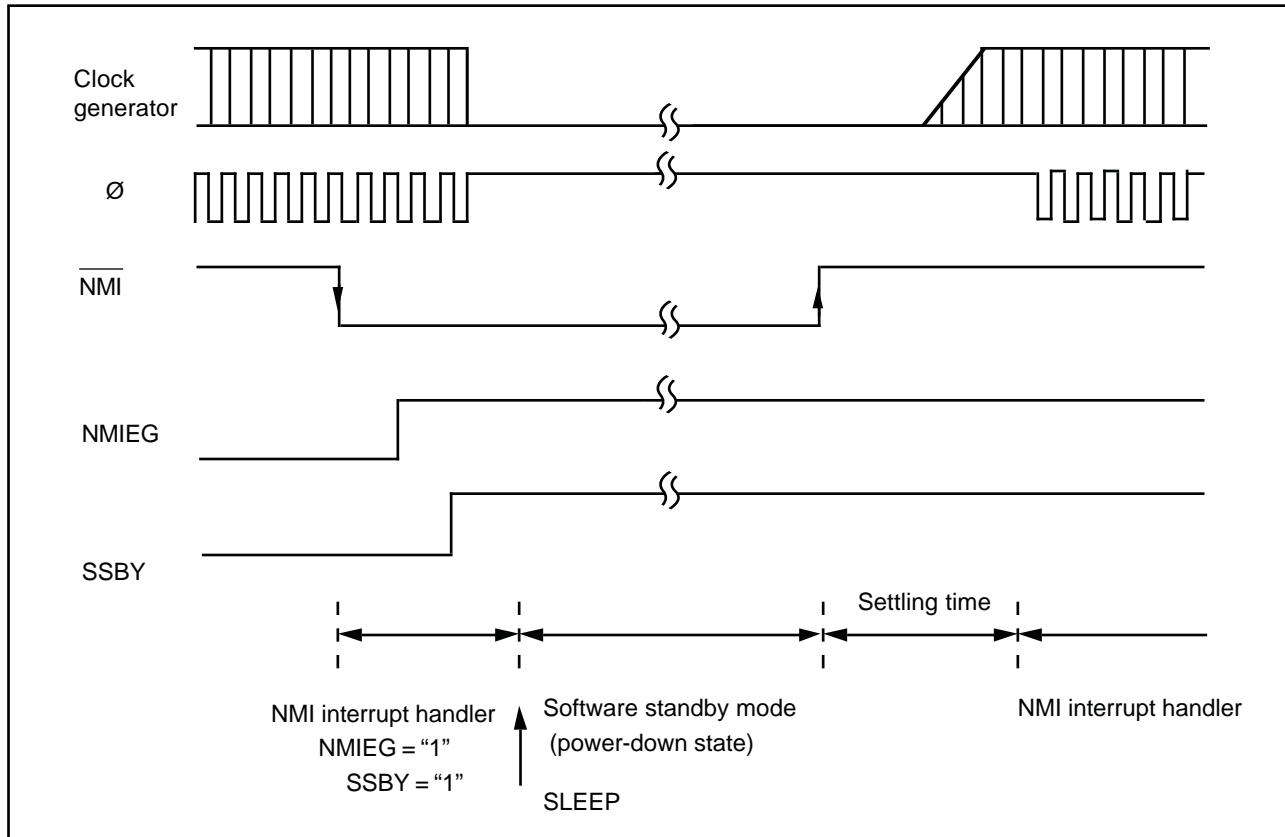 Clock
generator
Ø
NMI
NMIEG
SSBY
Settling time
NMI interrupt handler
NMIEG = “1”
SSBY = “1”
Software standby mode
(power-down state)
SLEEP
NMI interrupt handler